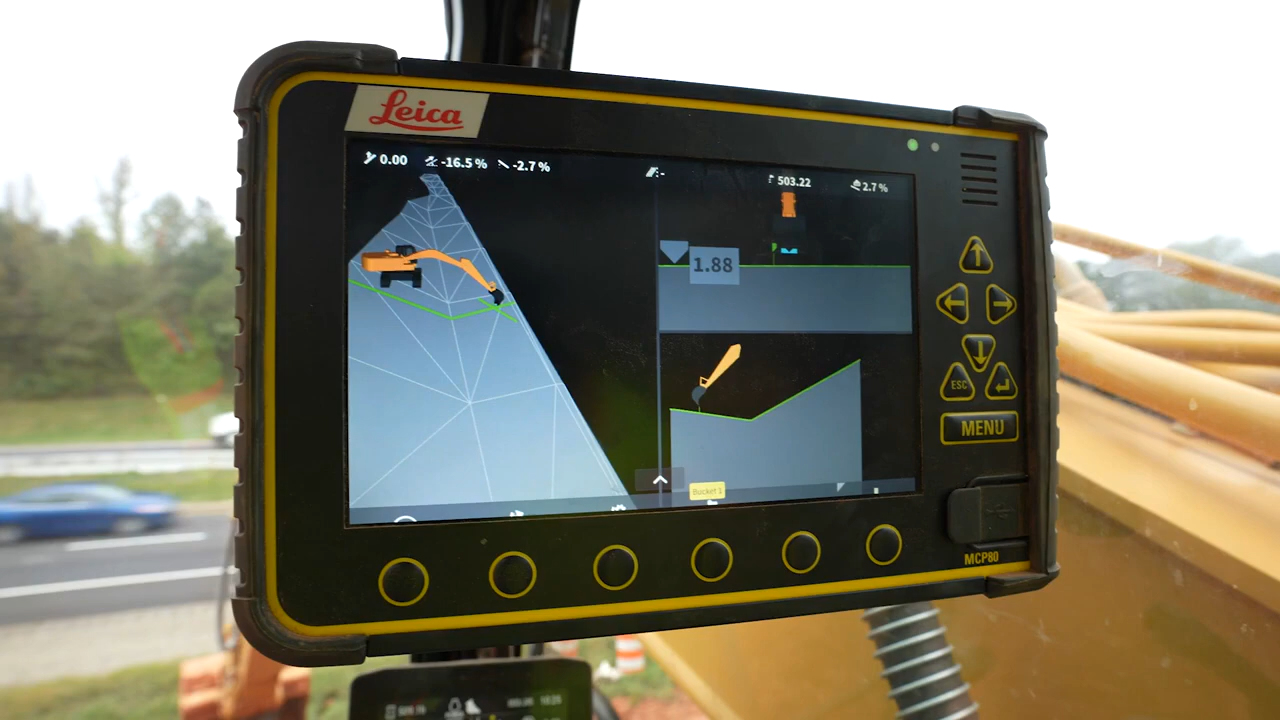 Leica
0.00 -16.5 % -2.7 % - 503.22 2.7 %
1.88
Bucket 1
ESC
MENU
MCP80